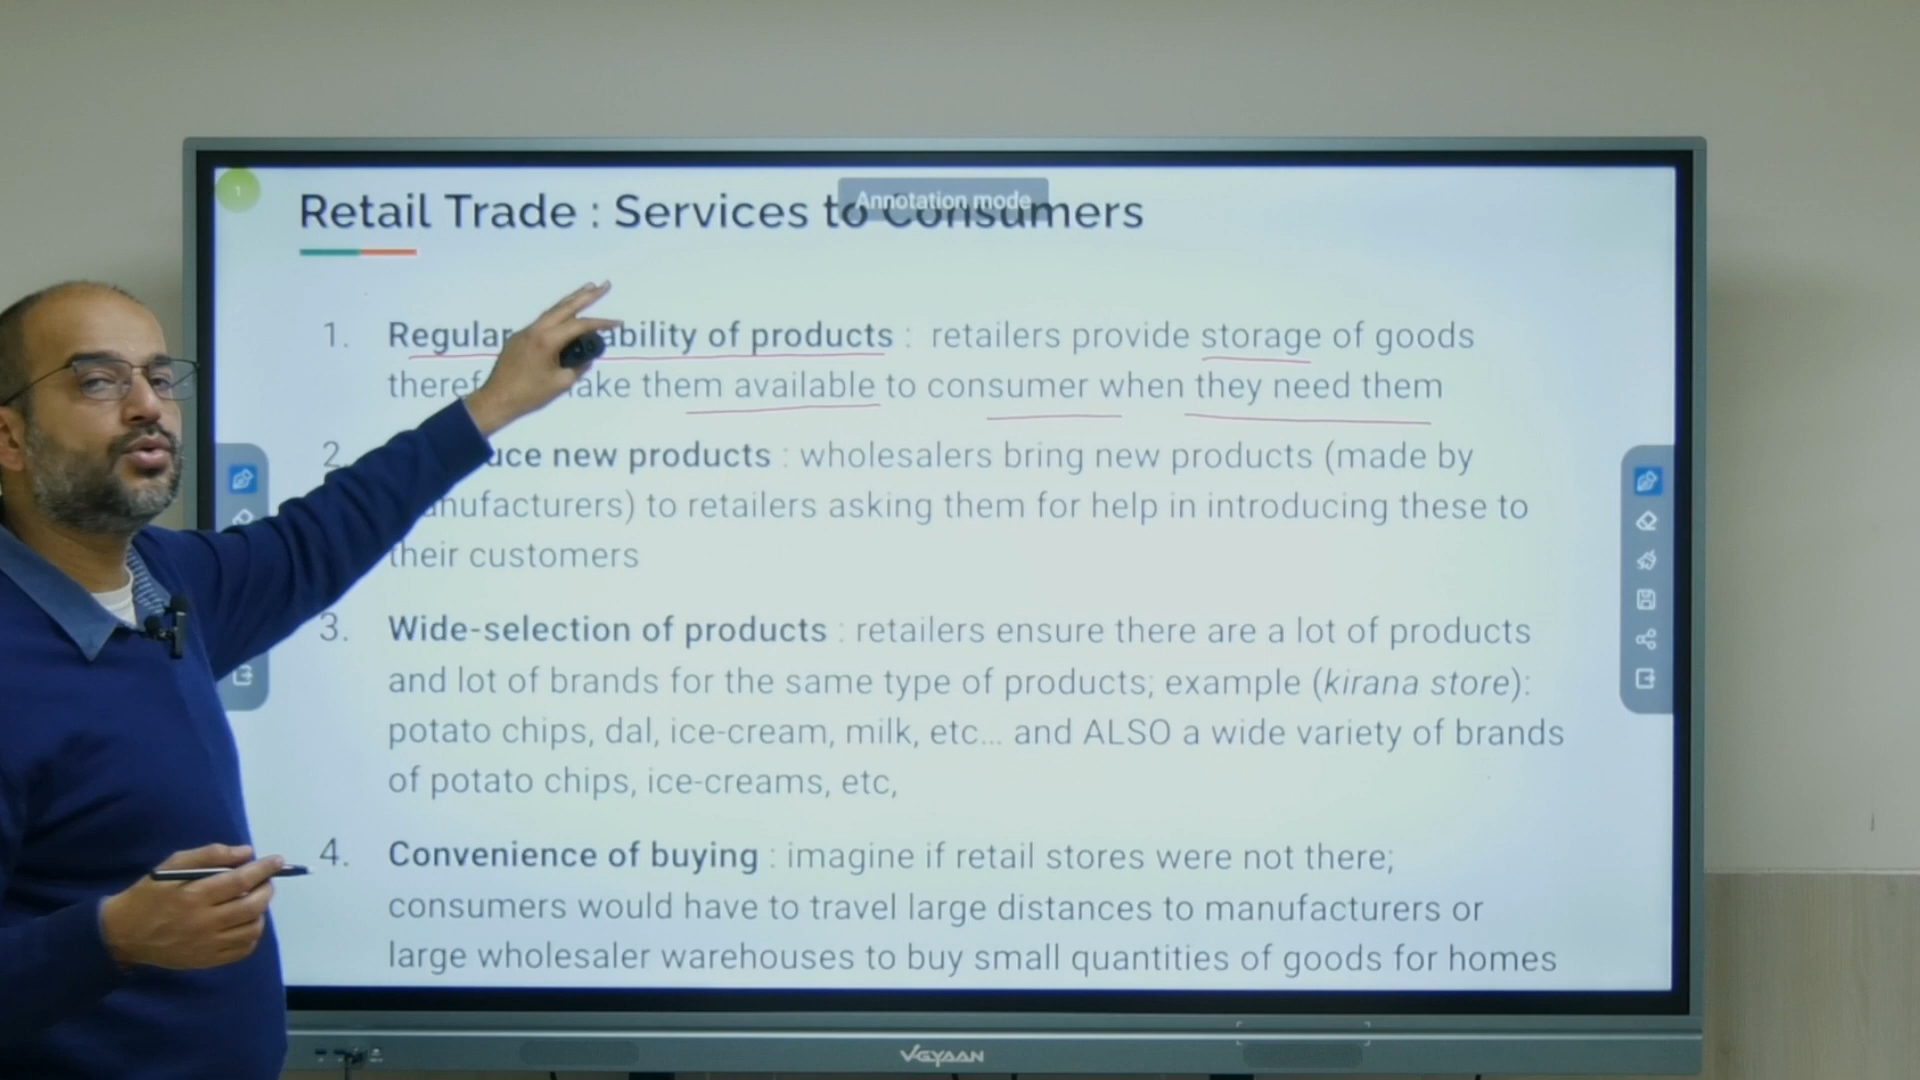 1
Annotation mode
Retail Trade : Services to Consumers
1. Regular ability of products : retailers provide storage of goods
make them available to consumer when they need them
2. new products : wholesalers bring new products (made by
manufacturers) to retailers asking them for help in introducing these to
their customers
3. Wide-selection of products : retailers ensure there are a lot of products
and lot of brands for the same type of products; example (kirana store):
potato chips, dal, ice-cream, milk, etc... and ALSO a wide variety of brands
of potato chips, ice-creams, etc,
4. Convenience of buying : imagine if retail stores were not there;
consumers would have to travel large distances to manufacturers or
large wholesaler warehouses to buy small quantities of goods for homes
VGYAAN